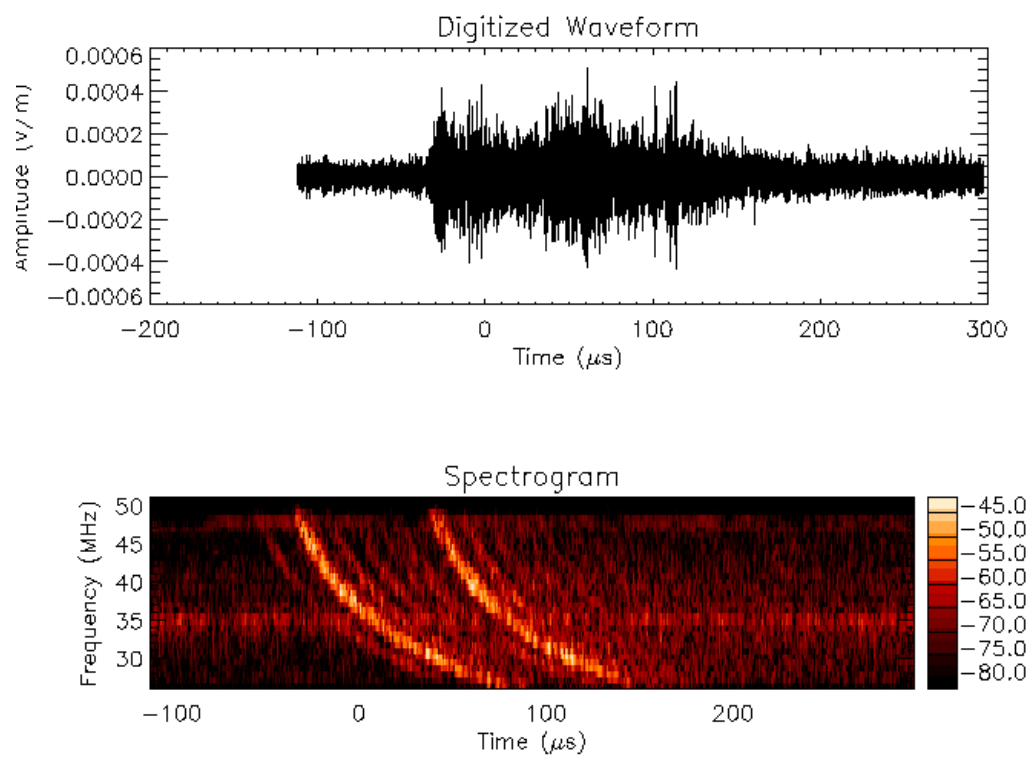 Digitized Waveform
0.0006
0.0004
0.0002
0.0000
−0.0002
−0.0004
−0.0006
Amplitude (V/m)
−200 −100 0 100 200 300
Time (μs)
Spectrogram
50
45
40
35
30
Frequency (MHz)
−100 0 100 200
Time (μs)
−45.0
−50.0
−55.0
−60.0
−65.0
−70.0
−75.0
−80.0